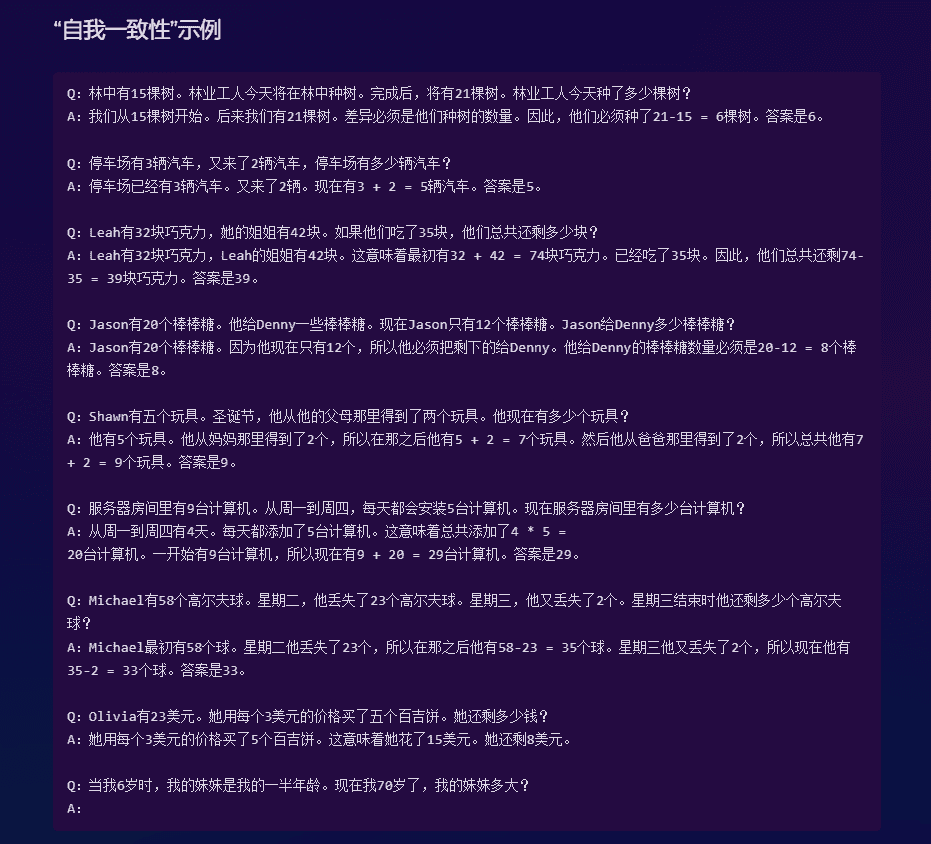 “自我一致性”示例
Q: 林中有15棵树。林业工人今天将在林中种树。完成后，将有21棵树。林业工人今天种了多少棵树？
A: 我们从15棵树开始。后来我们有21棵树。差异必须是他们种树的数量。因此，他们必须种了21-15 = 6棵树。答案是6。
Q: 停车场有3辆汽车，又来了2辆汽车，停车场有多少辆汽车？
A: 停车场已经有3辆汽车。又来了2辆。现在有3 + 2 = 5辆汽车。答案是5。
Q: Leah有32块巧克力，她的姐姐有42块。如果他们吃了35块，他们总共还剩多少块？
A: Leah有32块巧克力，Leah的姐姐有42块。这意味着最初有32 + 42 = 74块巧克力。已经吃了35块。因此，他们总共还剩74-
35 = 39块巧克力。答案是39。
Q: Jason有20个棒棒糖。他给Denny一些棒棒糖。现在Jason只有12个棒棒糖。Jason给Denny多少棒棒糖？
A: Jason有20个棒棒糖。因为他现在只有12个，所以他必须把剩下的给Denny。他给Denny的棒棒糖数量必须是20-12 = 8个棒
棒糖。答案是8。
Q: Shawn有五个玩具。圣诞节，他从他的父母那里得到了两个玩具。他现在有多少个玩具？
A: 他有5个玩具。他从妈妈那里得到了2个，所以在那之后他有5 + 2 = 7个玩具。然后他从爸爸那里得到了2个，所以总共他有7
+ 2 = 9个玩具。答案是9。
Q: 服务器房间里有9台计算机。从周一到周四，每天都会安装5台计算机。现在服务器房间里有多少台计算机？
A: 从周一到周四有4天。每天都添加了5台计算机。这意味着总共添加了4 * 5 =
20台计算机。一开始有9台计算机，所以现在有9 + 20 = 29台计算机。答案是29。
Q: Michael有58个高尔夫球。星期二，他丢失了23个高尔夫球。星期三，他又丢失了2个。星期三结束时他还剩多少个高尔夫
球？
A: Michael最初有58个球。星期二他丢失了23个，所以在那之后他有58-23 = 35个球。星期三他又丢失了2个，所以现在他有
35-2 = 33个球。答案是33。
Q: Olivia有23美元。她用每个3美元的价格买了五个百吉饼。她还剩多少钱？
A: 她用每个3美元的价格买了5个百吉饼。这意味着她花了15美元。她还剩8美元。
Q: 当我6岁时，我的妹妹是我的一半年龄。现在我70岁了，我的妹妹多大？
A: